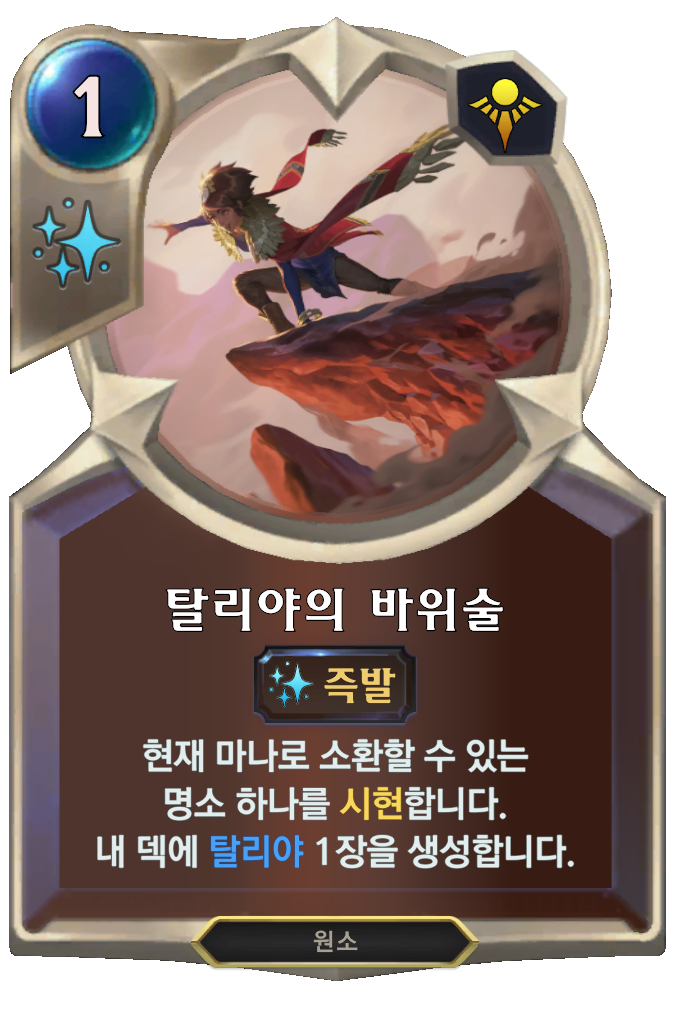 1
탈리야의 바위술
즉발
현재 마나로 소환할 수 있는
명소 하나를 시현합니다.
내 덱에 탈리야 1장을 생성합니다.
원소